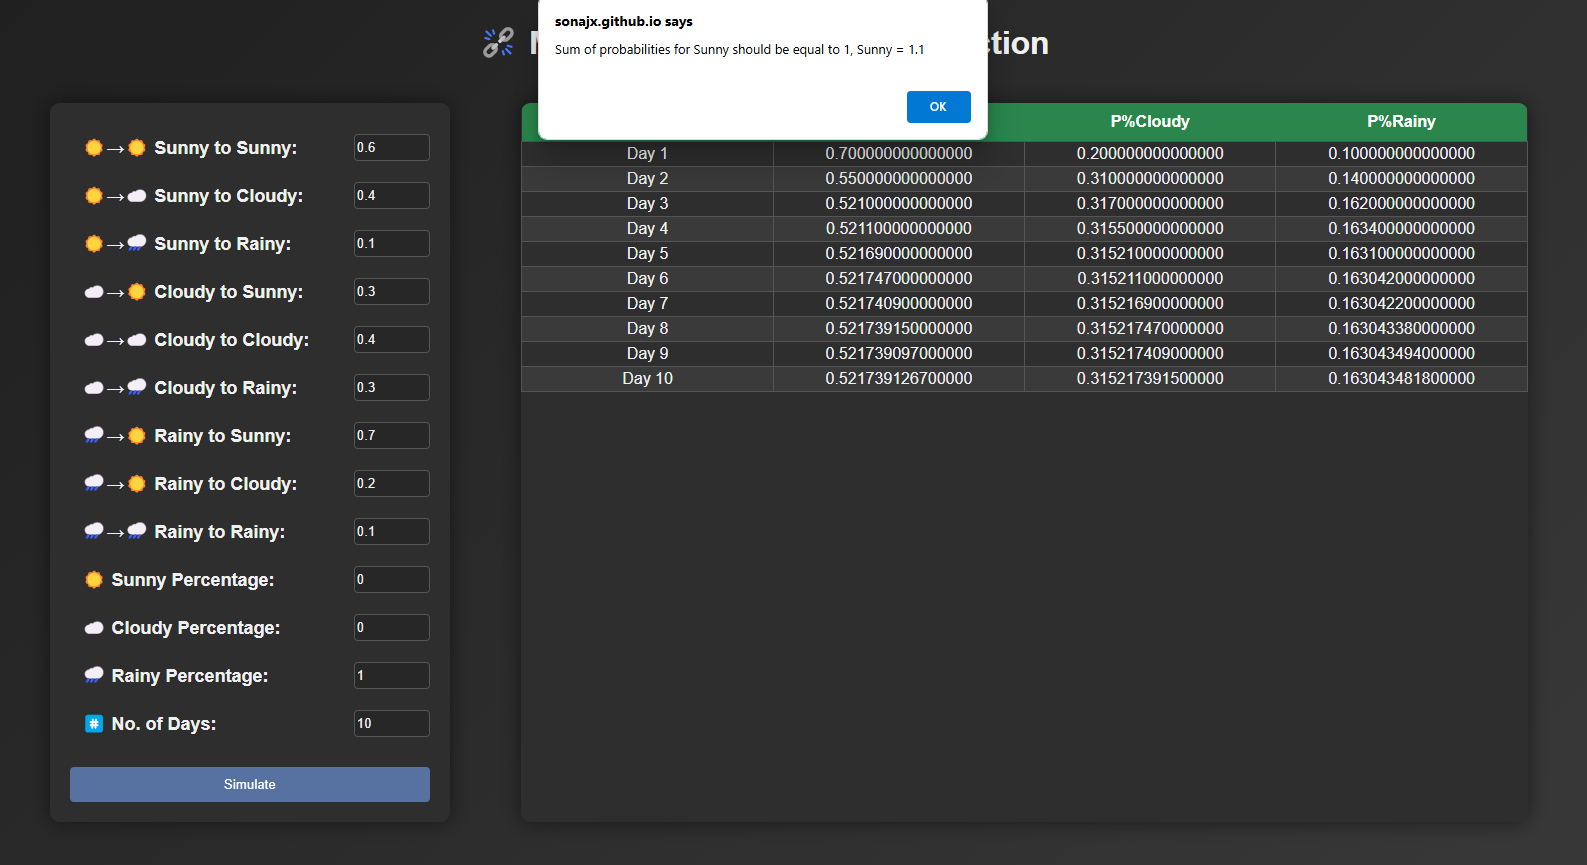 sonajx.github.io says
Sum of probabilities for Sunny should be equal to 1, Sunny = 1.1
OK
Sunny to Sunny: 0.6
Sunny to Cloudy: 0.4
Sunny to Rainy: 0.1
Cloudy to Sunny: 0.3
Cloudy to Cloudy: 0.4
Cloudy to Rainy: 0.3
Rainy to Sunny: 0.7
Rainy to Cloudy: 0.2
Rainy to Rainy: 0.1
Sunny Percentage: 0
Cloudy Percentage: 0
Rainy Percentage: 1
# No. of Days: 10
Simulate
P%Cloudy P%Rainy
Day 1 0.700000000000000 0.200000000000000 0.100000000000000
Day 2 0.550000000000000 0.310000000000000 0.140000000000000
Day 3 0.521000000000000 0.317000000000000 0.162000000000000
Day 4 0.521100000000000 0.315500000000000 0.163400000000000
Day 5 0.521690000000000 0.315210000000000 0.163100000000000
Day 6 0.521747000000000 0.315211000000000 0.163042000000000
Day 7 0.521740900000000 0.315216900000000 0.163042200000000
Day 8 0.521739150000000 0.315217470000000 0.163043380000000
Day 9 0.521739097000000 0.315217409000000 0.163043494000000
Day 10 0.521739126700000 0.315217391500000 0.163043481800000